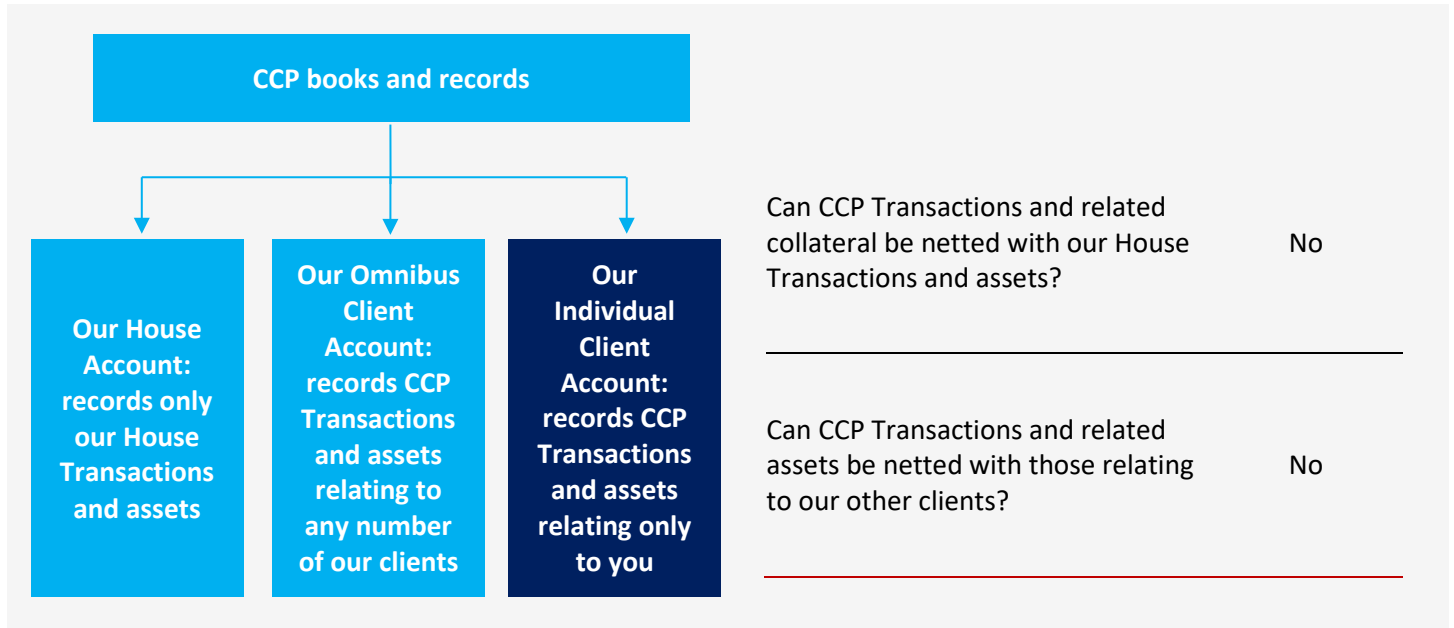 CCP books and records
Our House
Account:
records only
our House
Transactions
and assets
Our Omnibus
Client
Account:
records CCP
Transactions
and assets
relating to
any number
of our clients
Our
Individual
Client
Account:
records CCP
Transactions
and assets
relating only
to you
Can CCP Transactions and related
collateral be netted with our House
Transactions and assets?
No
Can CCP Transactions and related
assets be netted with those relating
to our other clients?
No